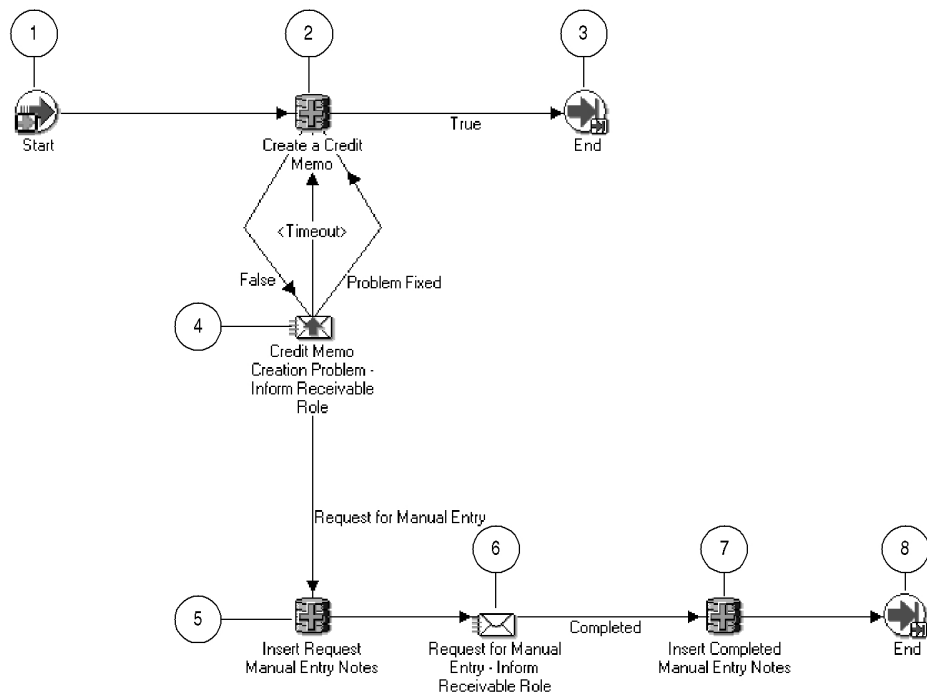 1
2
3
Start
Create a Credit
Memo
True
End
<Timeout>
False
Problem Fixed
4
Credit Memo
Creation Problem -
Inform Receivable
Role
Request for Manual Entry
5
6
7
8
Insert Request
Manual Entry Notes
Request for Manual
Entry - Inform
Receivable Role
Completed
Insert Completed
Manual Entry Notes
End